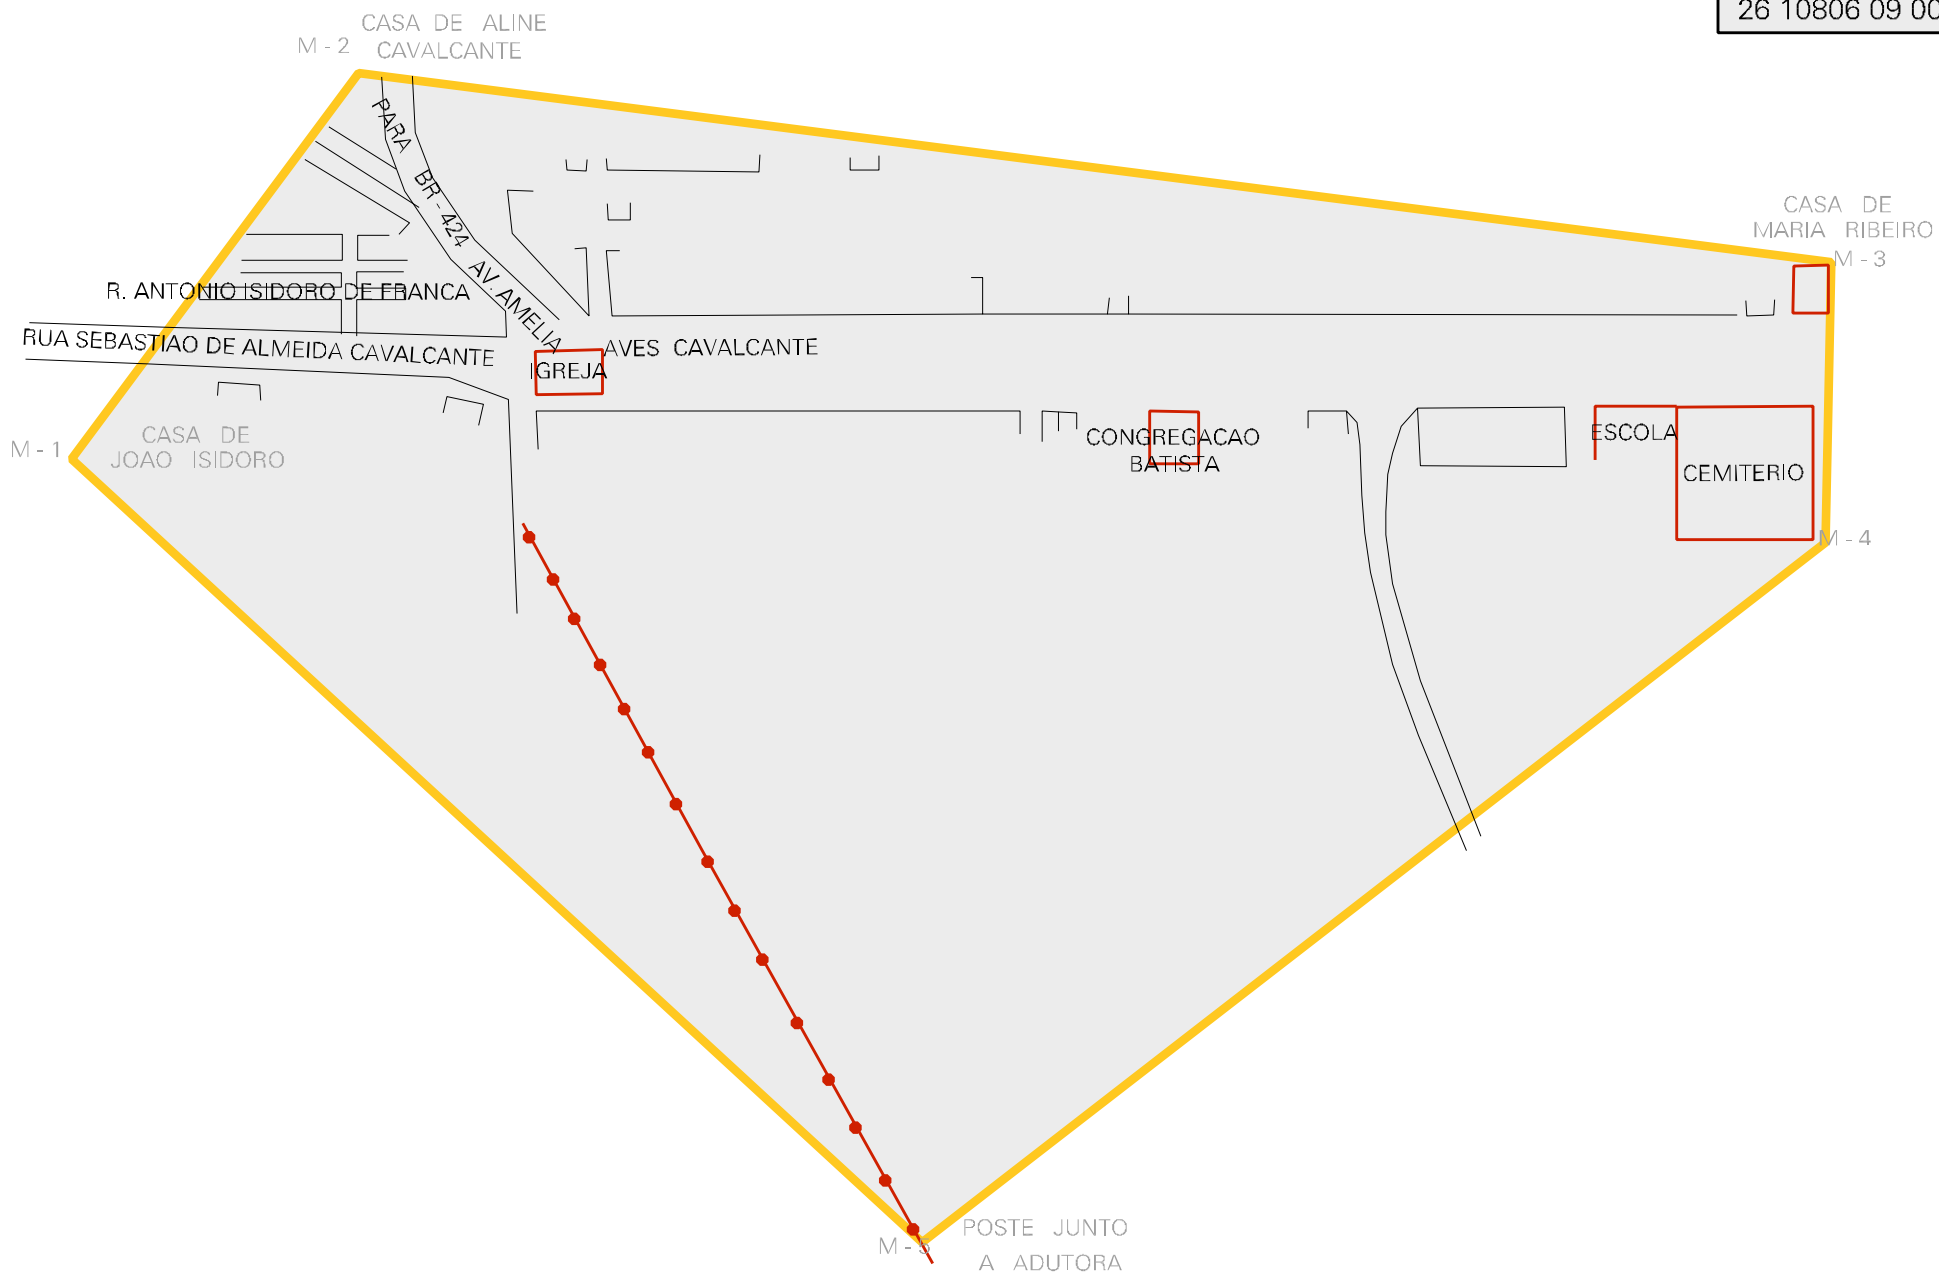 26 10806 09 00
CASA DE ALINE
CAVALCANTE
M - 2
PARA BR - 424 AV. AMELIA
CASA DE
MARIA RIBEIRO
M - 3
R. ANTONIO ISIDORO DE FRANCA
RUA SEBASTIAO DE ALMEIDA CAVALCANTE
AVES CAVALCANTE
IGREJA
M - 1
CASA DE
JOAO ISIDORO
CONGREGACAO
BATISTA
ESCOLA
CEMITERIO
M - 4
M - 5
POSTE JUNTO
A ADUTORA